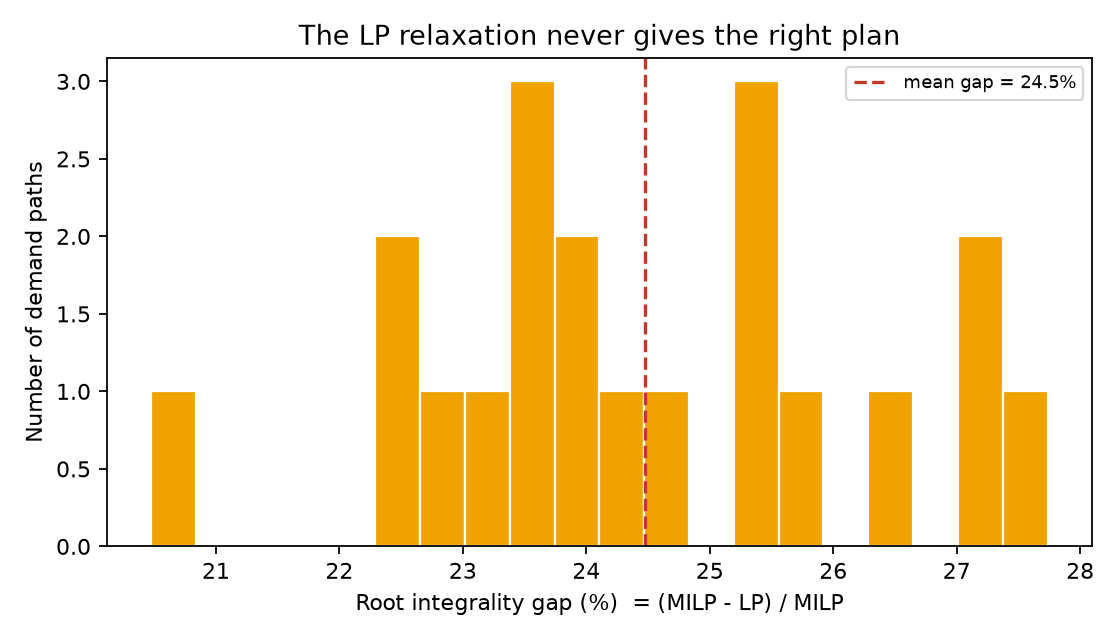 The LP relaxation never gives the right plan
mean gap = 24.5%
Number of demand paths
3.0
2.5
2.0
1.5
1.0
0.5
0.0
21 22 23 24 25 26 27 28
Root integrality gap (%)  = (MILP - LP) / MILP